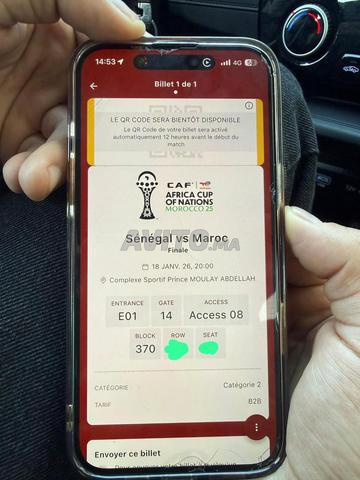 14:53
4G
Billet 1 de 1
LE QR CODE SERA BIENTÔT DISPONIBLE
Le QR Code de votre billet sera activé
automatiquement 12 heures avant le début du
match
CAF TotalEnergies
AFRICA CUP
OF NATIONS
MOROCCO 25
AVITO.MA
Sénégal vs Maroc
Finale
18 JANV. 26, 20:00
Complexe Sportif Prince MOULAY ABDELLAH
ENTRANCE GATE ACCESS
E01 14 Access 08
BLOCK ROW SEAT
370
CATÉGORIE Catégorie 2
TARIF B2B
Envoyer ce billet